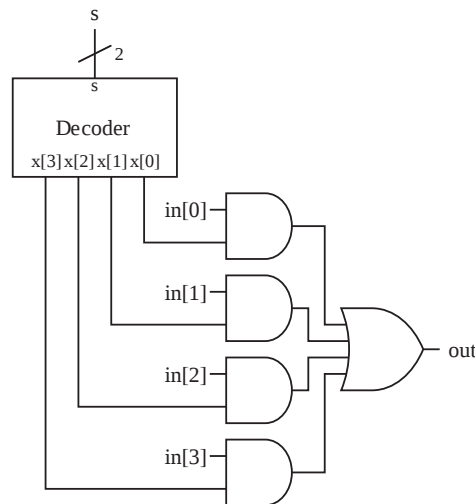 s
2
s
Decoder
x[3] x[2] x[1] x[0]
in[0]
in[1]
out
in[2]
in[3]